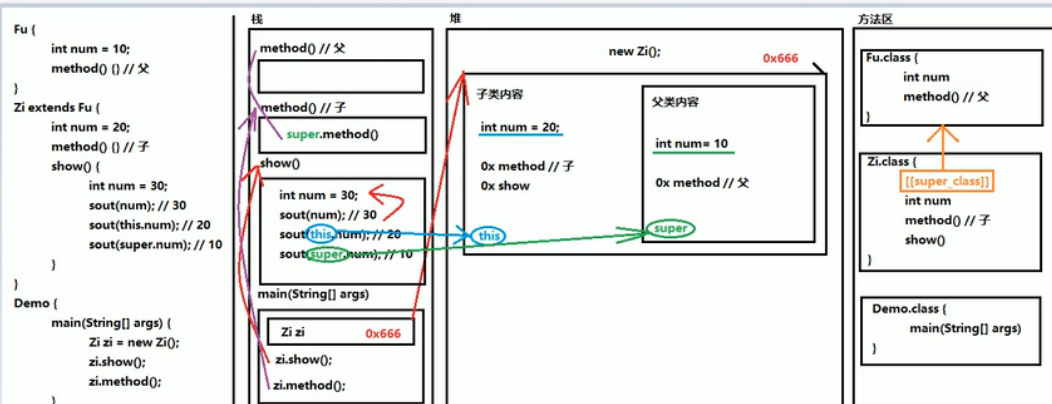 Fu {
int num = 10;
method() {} // 父
}
Zi extends Fu {
int num = 20;
method() {} // 子
show() {
int num = 30;
sout(num); // 30
sout(this.num); // 20
sout(super.num); // 10
}
}
Demo {
main(String[] args) {
Zi zi = new Zi();
zi.show();
zi.method();
}
栈
method() // 父
method() // 子
super.method()
show()
int num = 30;
sout(num); // 30
sout(this.num); // 20
sout(super.num); // 10
main(String[] args)
Zi zi 0x666
zi.show();
zi.method();
堆
new Zi();
0x666
子类内容
int num = 20;
0x method // 子
0x show
this
父类内容
int num= 10
0x method // 父
super
方法区
Fu.class {
int num
method() // 父
}
Zi.class {
[[super_class]]
int num
method() // 子
show()
}
Demo.class {
main(String[] args)
}